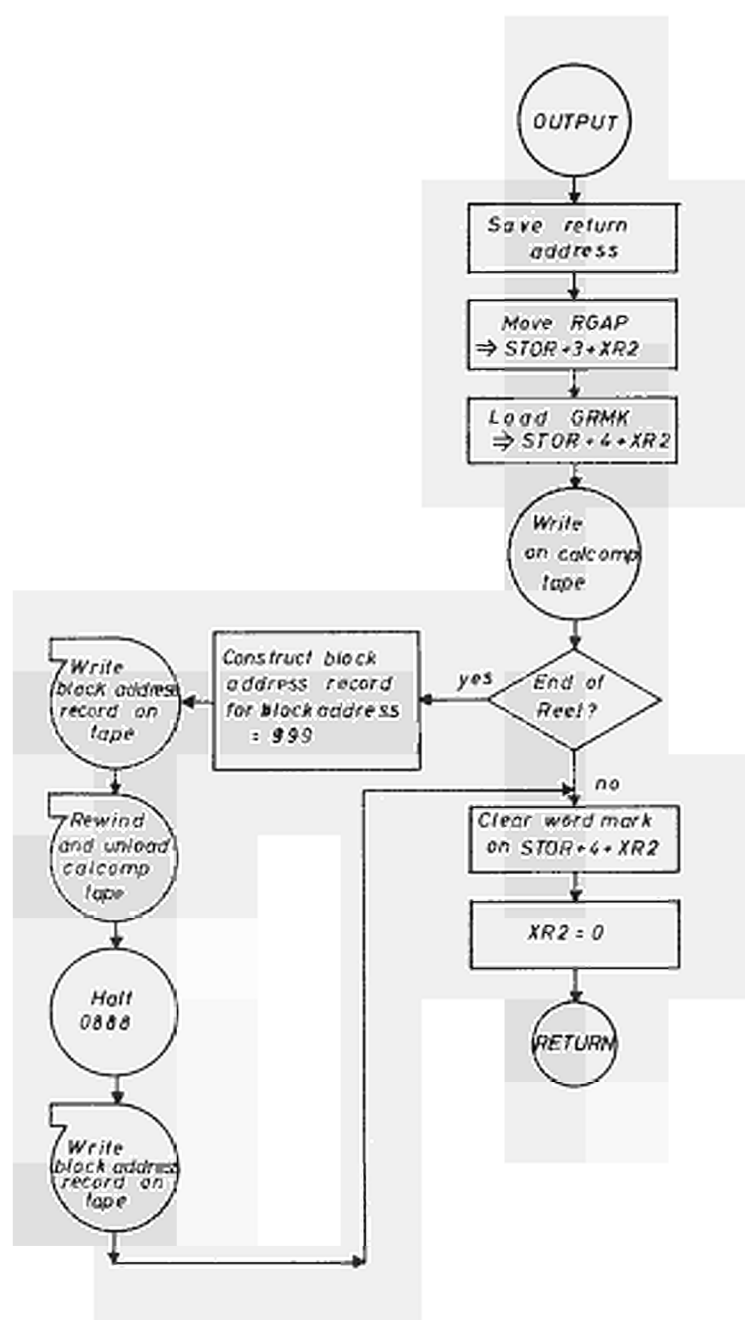 OUTPUT
Save return
address
Move RGAP
⇒ STOR+3+XR2
Load GRMK
⇒ STOR+4+XR2
Write
on calcomp
tape
End of
Reel?
yes
Construct block
address record
for block address
= 999
Write
block address
record on
tape
Rewind
and unload
calcomp
tape
Halt
0888
Write
block address
record on
tape
no
Clear word mark
on STOR+4+XR2
XR2 = 0
RETURN